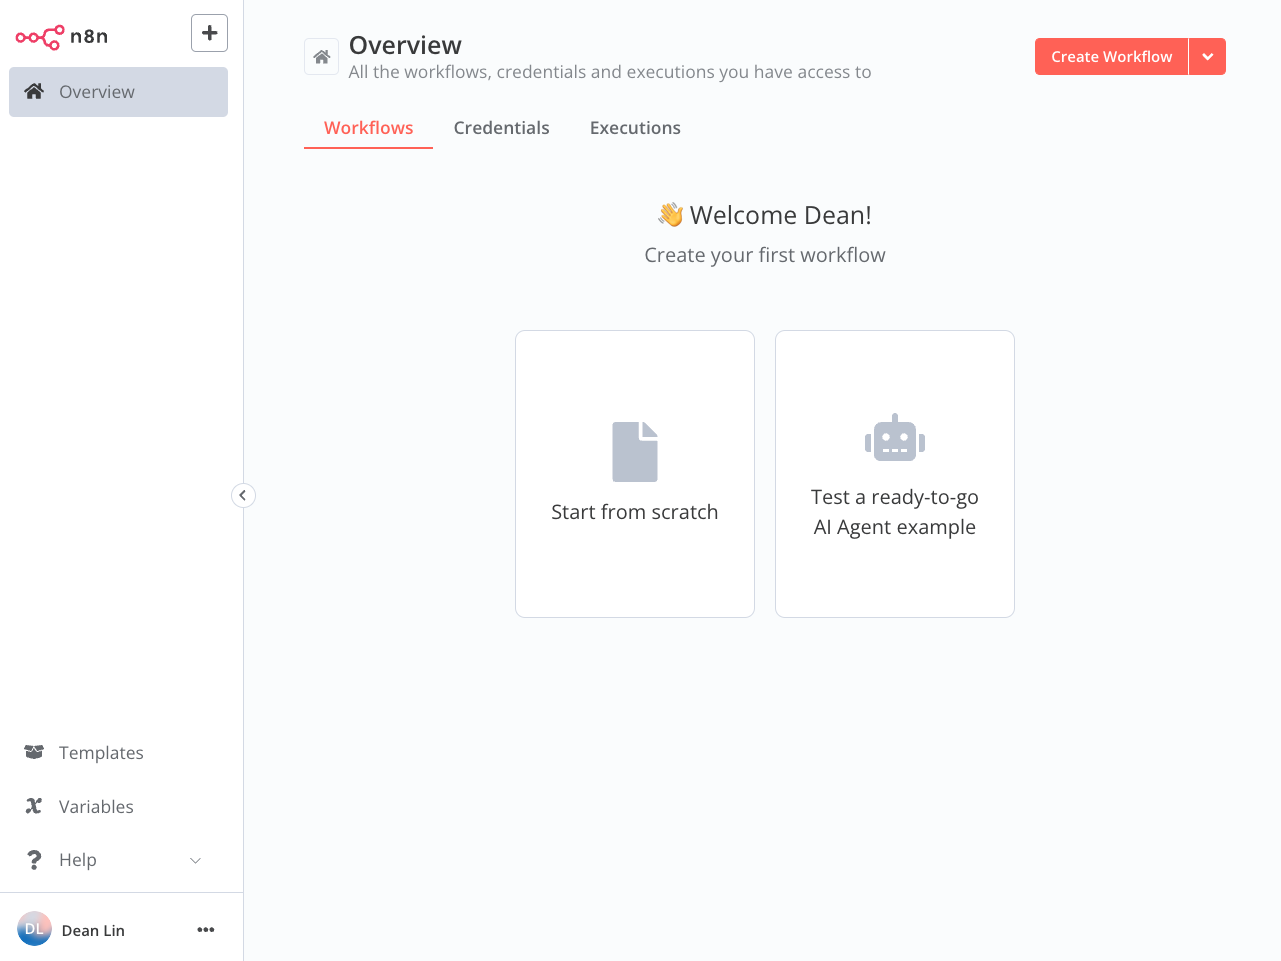 n8n
Overview
Templates
Variables
Help
DL
Dean Lin
Overview
All the workflows, credentials and executions you have access to
Create Workflow
Workflows
Credentials
Executions
👋 Welcome Dean!
Create your first workflow
Start from scratch
Test a ready-to-go
AI Agent example